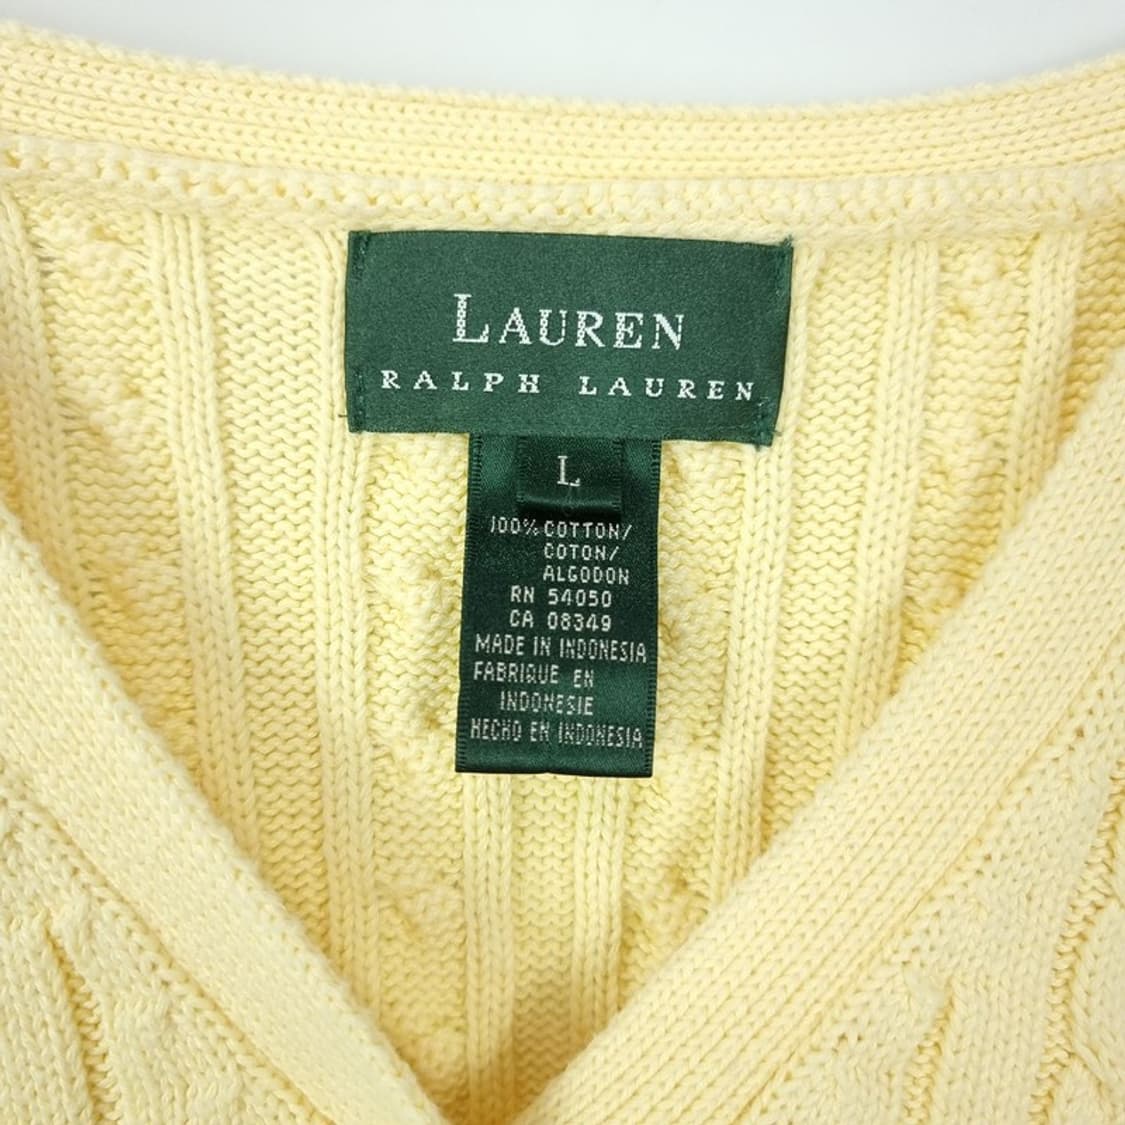 LAUREN
RALPH LAUREN
L
100% COTTON/
COTON/
ALGODON
RN 54050
CA 08349
MADE IN INDONESIA
FABRIQUE EN
INDONESIE
HECHO EN INDONESIA